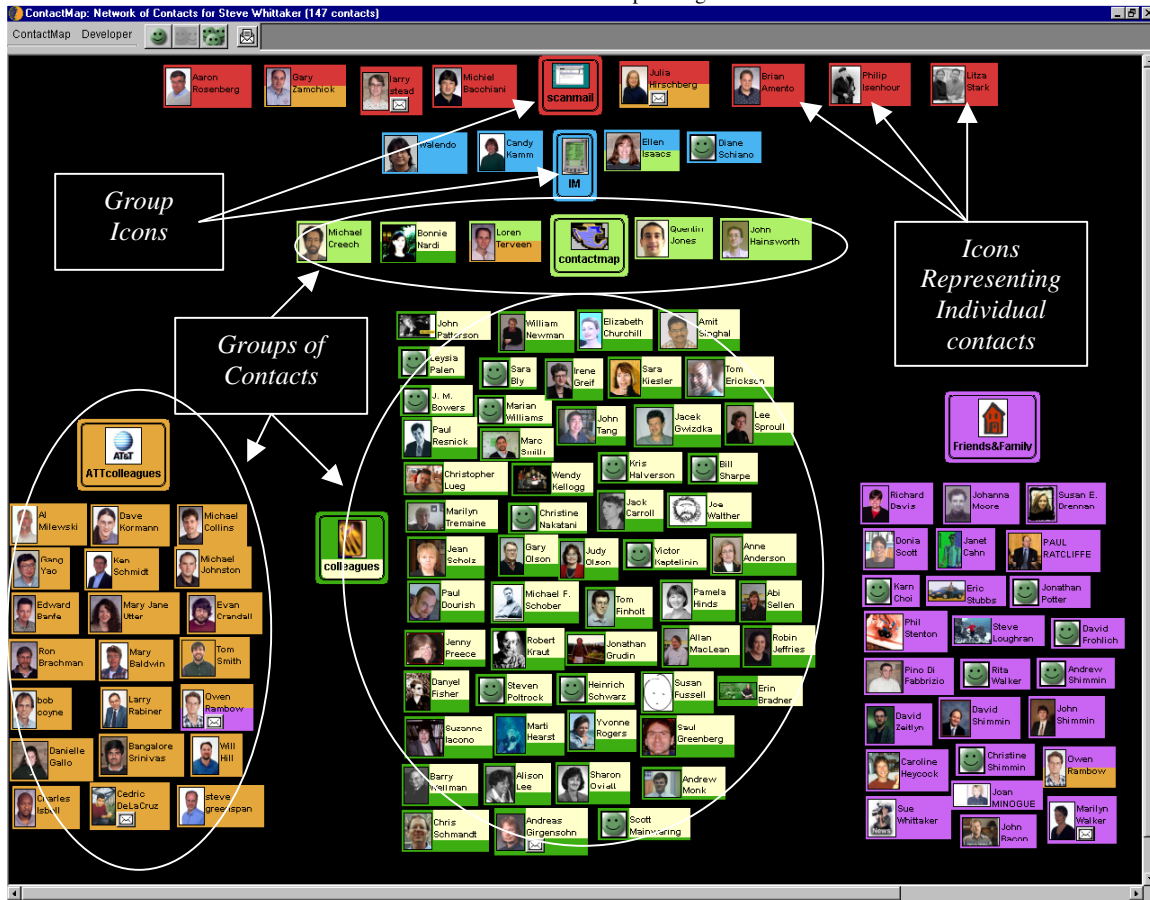 ContactMap: Network of Contacts for Steve Whittaker (147 contacts)
ContactMap Developer
Aaron
Rosenberg
Gary
Zamchick
Michiel
Bacchiani
scanmail
Julia
Hirschberg
Brian
Amento
Philip
Isenhour
Litza
Stark
Candy
Kamm
IM
Ellen
Isaacs
Diane
Schiano
Group
Icons
Michael
Creech
Bonnie
Nardi
Loren
Terveen
contactmap
Quentin
Jones
John
Hainsworth
Icons
Representing
Individual
contacts
Groups of
Contacts
John
Patterson
William
Newman
Elizabeth
Churchill
Amit
Singhal
Leysia
Palen
Sara
Bly
Irene
Greif
Sara
Kiesler
Tom
Erickson
J. M.
Bowers
Marian
Williams
John
Tang
Jacek
Gwizdka
Lee
Sproull
Paul
Resnick
Marc
Smith
Christopher
Lueg
Wendy
Kellogg
Kris
Halverson
Bill
Sharpe
Marilyn
Tremaine
Christine
Nakatani
Jack
Carroll
Joe
Walther
colleagues
Jean
Scholz
Gary
Olson
Judy
Olson
Victor
Kaptelinin
Anne
Anderson
Paul
Dourish
Michael F.
Schober
Tom
Finholt
Pamela
Hinds
Abi
Sellen
Jenny
Preece
Robert
Kraut
Jonathan
Grudin
Allan
MacLean
Robin
Jeffries
Danyel
Fisher
Steven
Poltrock
Heinrich
Schwarz
Susan
Fussell
Erin
Bradner
Suzanne
Iacono
Marti
Hearst
Yvonne
Rogers
Saul
Greenberg
Barry
Wellman
Alison
Lee
Sharon
Oviatt
Andrew
Monk
Chris
Schmandt
Andreas
Girgensohn
Scott
Mainwaring
AT&T
ATTcolleagues
Al
Milewski
Dave
Kormann
Michael
Collins
Gang
Yao
Ken
Schmidt
Michael
Johnston
Edward
Mary Jane
Utter
Evan
Crandall
Ron
Brachman
Mary
Baldwin
Tom
Smith
bob
coyne
Larry
Rabiner
Owen
Rambow
Danielle
Gallo
Bangalore
Srinivas
Will
Hill
Charles
Isbell
Cedric
DeLaCruz
steve
greenspan
Friends&Family
Richard
Davis
Johanna
Moore
Susan E.
Drennan
Donia
Scott
Janet
Cahn
PAUL
RATCLIFFE
Karn
Choi
Eric
Stubbs
Jonathan
Potter
Phil
Stenton
Steve
Loughran
David
Frohlich
Pino Di
Fabbrizio
Rita
Walker
Andrew
Shimmin
David
Zeitlyn
David
Shimmin
John
Shimmin
Caroline
Heycock
Christine
Shimmin
Owen
Rambow
Sue
Whittaker
News
Joan
MINOGUE
John
Bacon
Marilyn
Walker